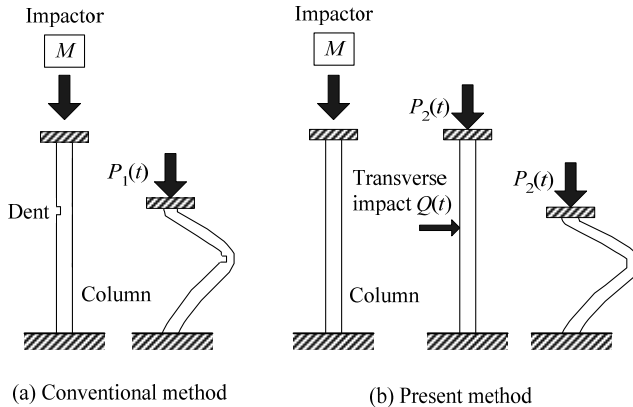 Impactor
M
P₁(t)
Dent
Column
(a) Conventional method
Impactor
M
P₂(t)
Transverse
impact Q(t)
P₂(t)
Column
(b) Present method